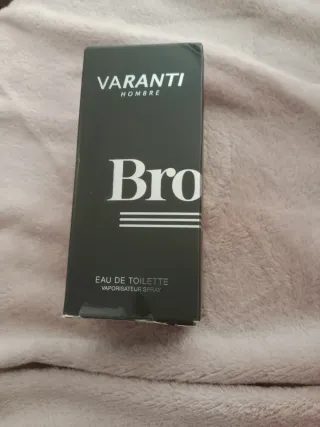 VARANTI
HOMBRE
Bro
EAU DE TOILETTE
VAPORISATEUR SPRAY